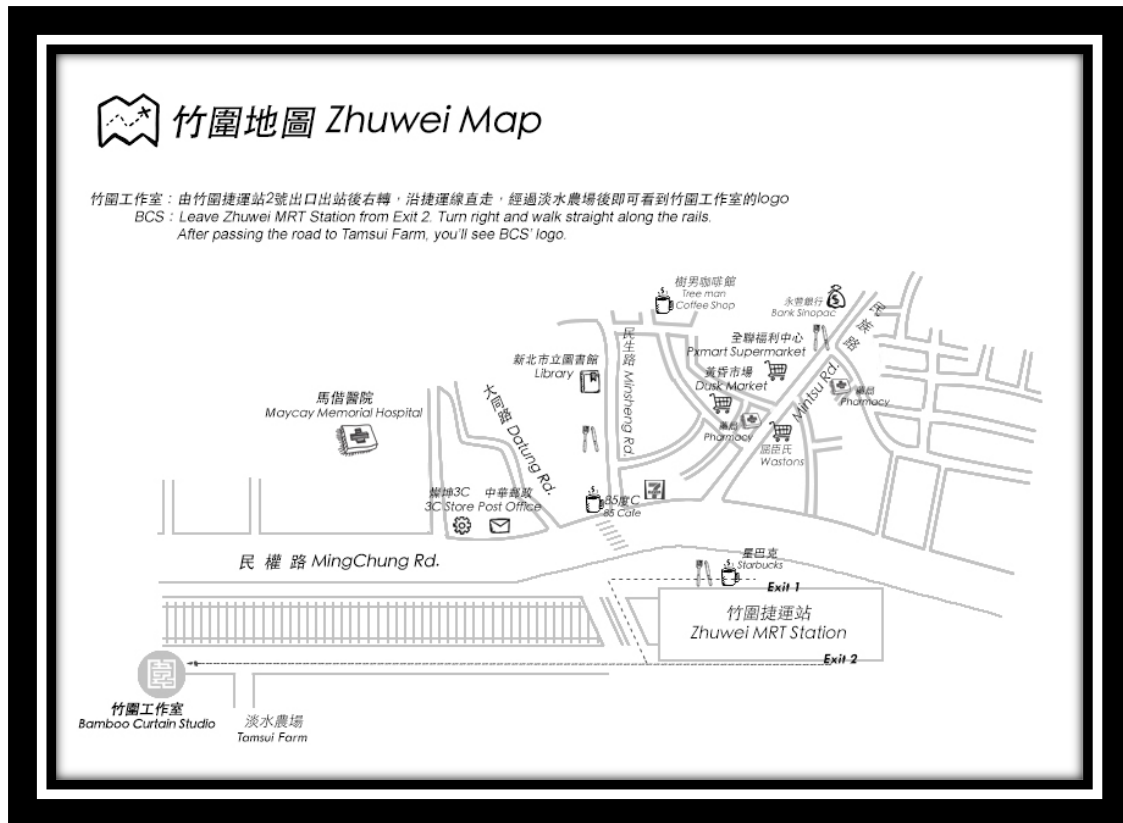 竹圍地圖 Zhuwei Map
竹圍工作室：由竹圍捷運站2號出口出站後右轉，沿捷運線直走，經過淡水農場後即可看到竹圍工作室的logo
BCS：Leave Zhuwei MRT Station from Exit 2. Turn right and walk straight along the rails.
After passing the road to Tamsui Farm, you'll see BCS' logo.
樹男咖啡館
Tree man
Coffee Shop
永豐銀行
Bank Sinopac
民族路
Mintsu Rd.
全聯福利中心
Pxmart Supermarket
黃昏市場
Dusk Market
藥局
Pharmacy
藥局
Pharmacy
屈臣氏
Wastons
新北市立圖書館
Library
民生路 Minsheng Rd.
大同路 Datung Rd.
馬偕醫院
Maycay Memorial Hospital
燦坤3C
3C Store
中華郵政
Post Office
85度C
85 Cafe
7
民 權 路 MingChung Rd.
星巴克
Starbucks
Exit 1
竹圍捷運站
Zhuwei MRT Station
Exit 2
圍
竹圍工作室
Bamboo Curtain Studio
淡水農場
Tamsui Farm